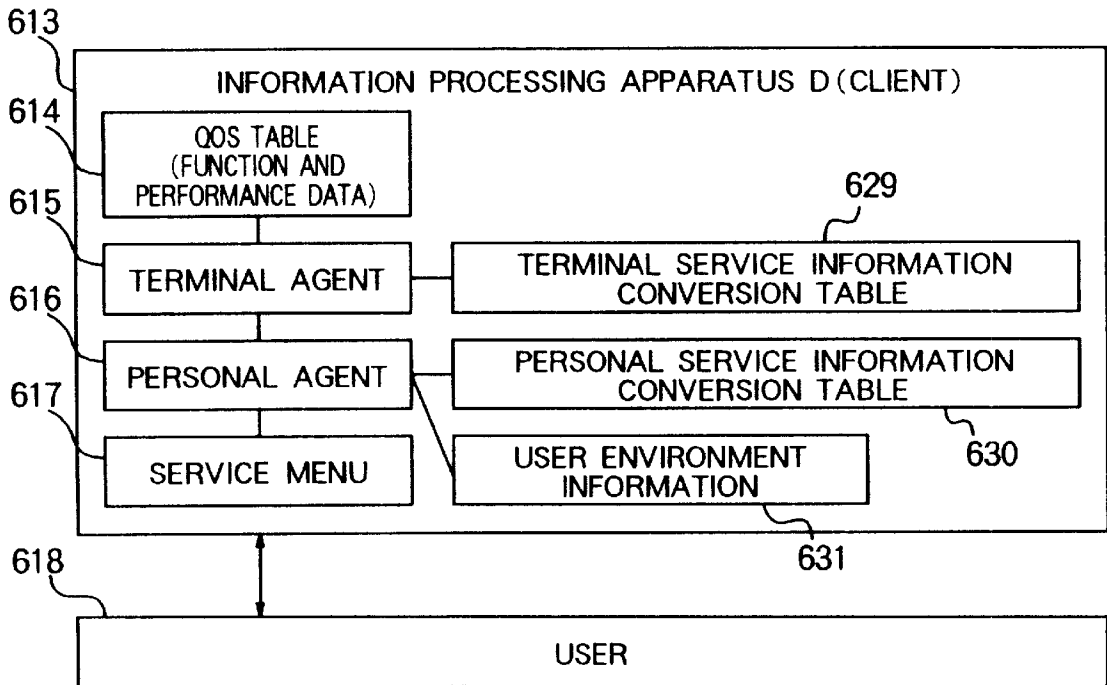 613
INFORMATION PROCESSING APPARATUS D (CLIENT)
614
QOS TABLE
(FUNCTION AND
PERFORMANCE DATA)
615
TERMINAL AGENT
629
TERMINAL SERVICE INFORMATION
CONVERSION TABLE
616
PERSONAL AGENT
PERSONAL SERVICE INFORMATION
CONVERSION TABLE
630
617
SERVICE MENU
USER ENVIRONMENT
INFORMATION
631
618
USER